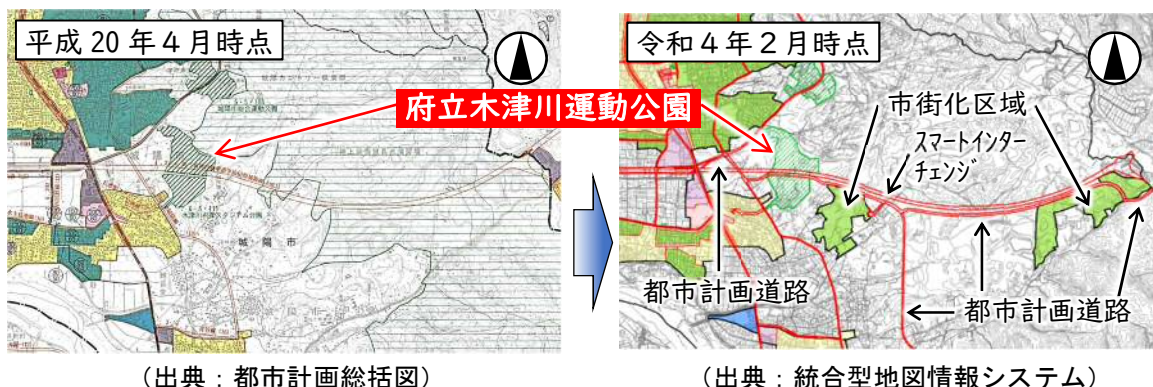 平成20年4月時点
令和4年2月時点
府立木津川運動公園
市街化区域
スマートインター
チェンジ
城陽市
都市計画道路
都市計画道路
(出典：都市計画総括図)
(出典：統合型地図情報システム)